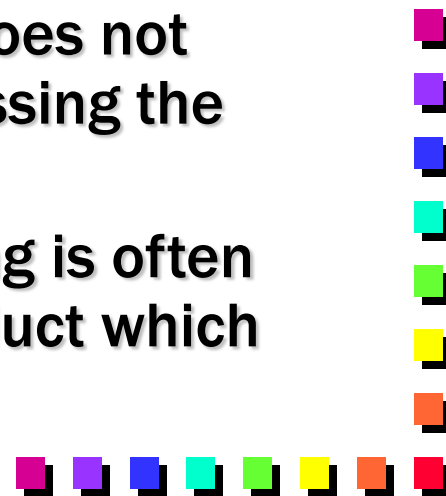 oes not
ssing the
g is often
uct which